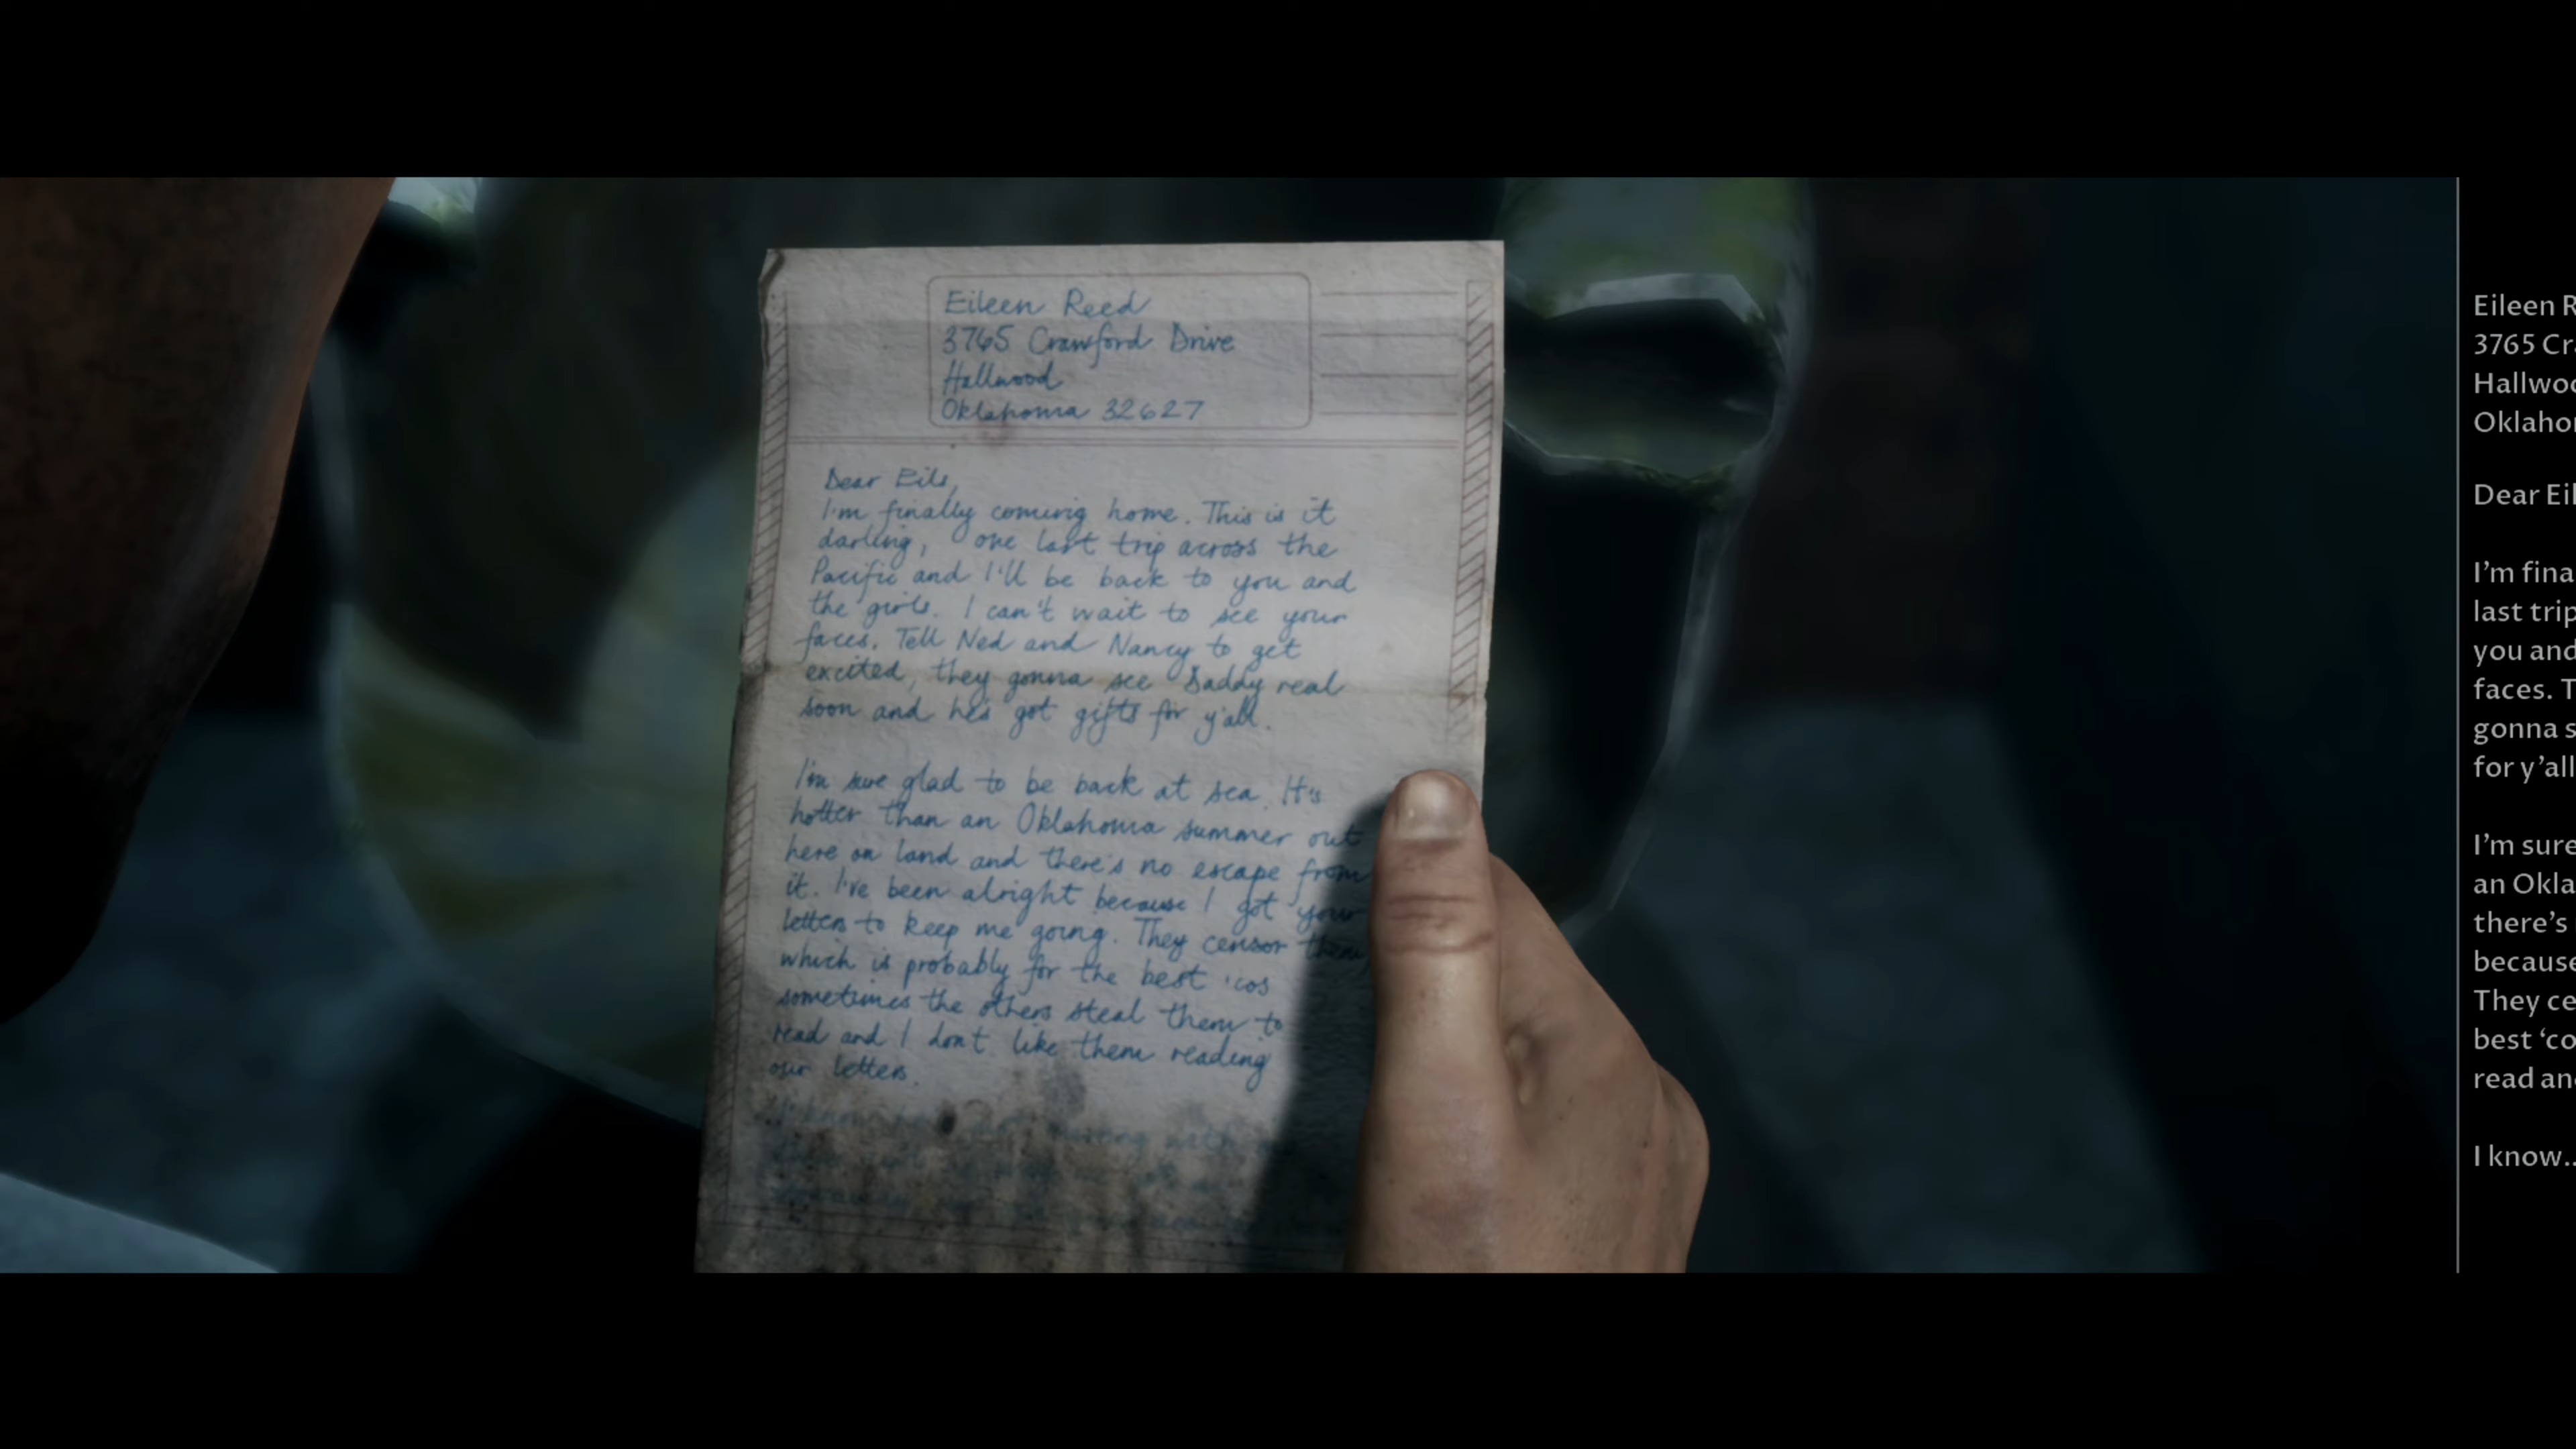 Eileen Reed
3765 Crawford Drive
Hallwood
Oklahoma 32627
Dear Eils,
I'm finally coming home. This is it
darling, one last trip across the
Pacific and I'll be back to you and
the girls. I can't wait to see your
faces. Tell Ned and Nancy to get
excited, they gonna see Daddy real
soon and he's got gifts for y'all.
I'm sure glad to be back at sea. It's
hotter than an Oklahoma summer out
here on land and there's no escape from
it. I've been alright because I got your
letters to keep me going. They censor them,
which is probably for the best 'cos
sometimes the others steal them to
read and I don't like them reading
our letters.
Eileen R
3765 Cra
Hallwoo
Oklahor
Dear Eil
I'm fina
last trip
you and
faces. T
gonna s
for y'all
I'm sure
an Okla
there's
because
They ce
best 'co
read and
I know..